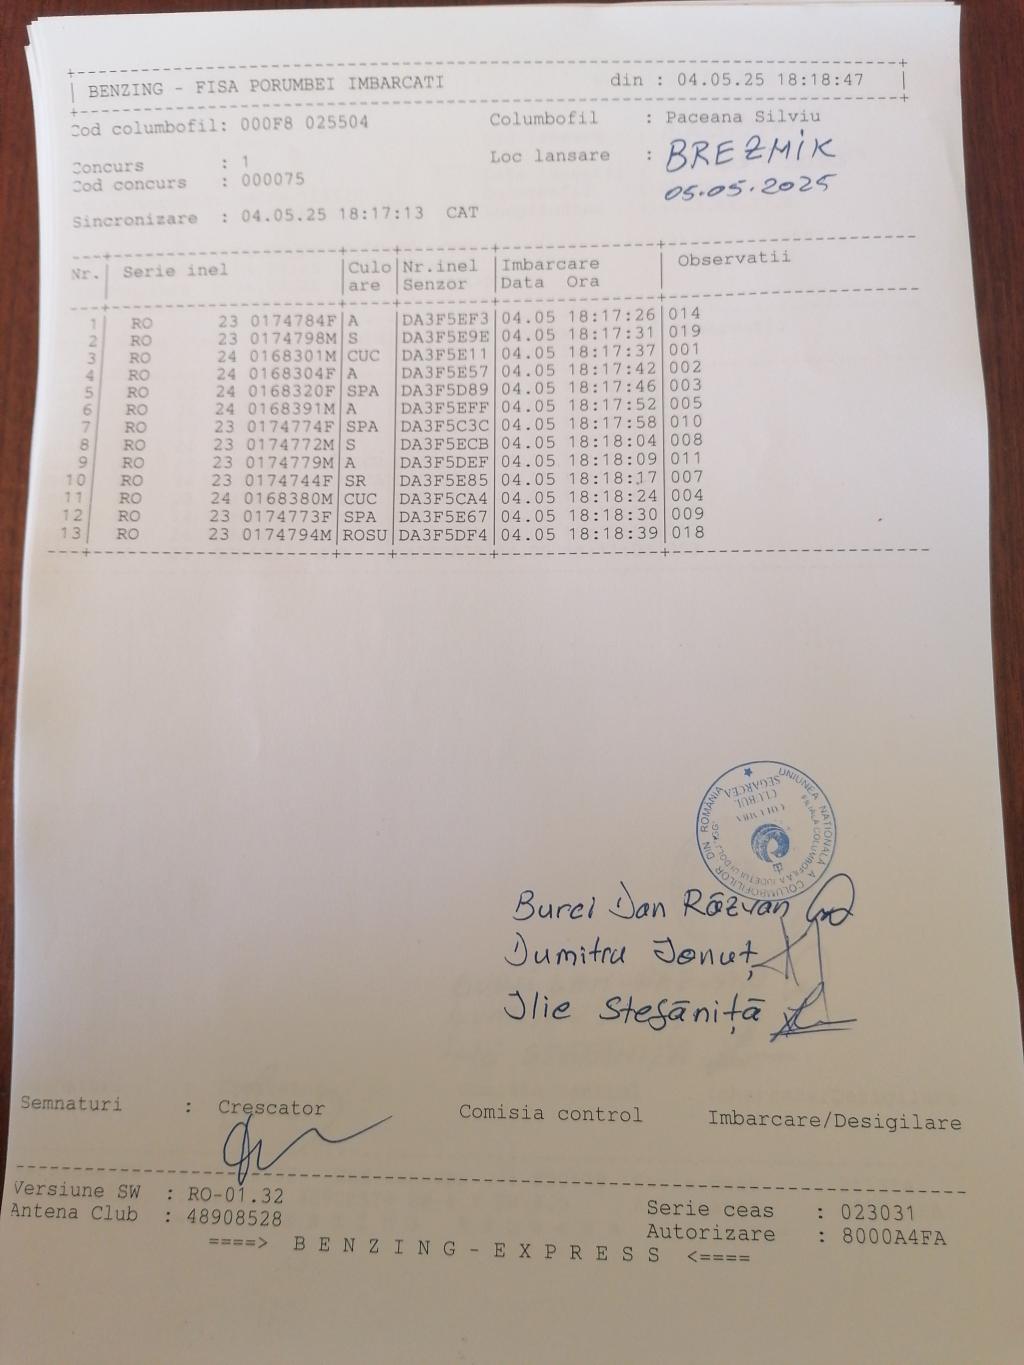 BENZING - FISA PORUMBEI IMBARCATI din : 04.05.25 18:18:47
Cod columbofil: 000F8 025504 Columbofil : Paceana Silviu
Concurs : 1 Loc lansare : BREZMIK
Cod concurs : 000075 05.05.2025
Sincronizare : 04.05.25 18:17:13 CAT
Nr. Serie inel Culo Nr.inel Imbarcare Observatii
are Senzor Data Ora
1 RO 23 0174784F A DA3F5EF3 04.05 18:17:26 014
2 RO 23 0174798M S DA3F5E9E 04.05 18:17:31 019
3 RO 24 0168301M CUC DA3F5E11 04.05 18:17:37 001
4 RO 24 0168304F A DA3F5E57 04.05 18:17:42 002
5 RO 24 0168320F SPA DA3F5D89 04.05 18:17:46 003
6 RO 24 0168391M A DA3F5EFF 04.05 18:17:52 005
7 RO 23 0174774F SPA DA3F5C3C 04.05 18:17:58 010
8 RO 23 0174772M S DA3F5ECB 04.05 18:18:04 008
9 RO 23 0174779M A DA3F5DEF 04.05 18:18:09 011
10 RO 23 0174744F SR DA3F5E85 04.05 18:18:17 007
11 RO 24 0168380M CUC DA3F5CA4 04.05 18:18:24 004
12 RO 23 0174773F SPA DA3F5E67 04.05 18:18:30 009
13 RO 23 0174794M ROSU DA3F5DF4 04.05 18:18:39 018
UNIUNEA NATIONALA A COLUMBOFILILOR DIN ROMÂNIA
FILIALA COLUMBOFILA A JUDETULUI DOLJ
CLUBUL
SEGARCEA
Burci Dan Răzvan
Dumitru Ionuț
Ilie Ștefăniță
Semnaturi : Crescator Comisia control Imbarcare/Desigilare
Versiune SW : RO-01.32 Serie ceas : 023031
Antena Club : 48908528 Autorizare : 8000A4FA
====> B E N Z I N G - E X P R E S S <====